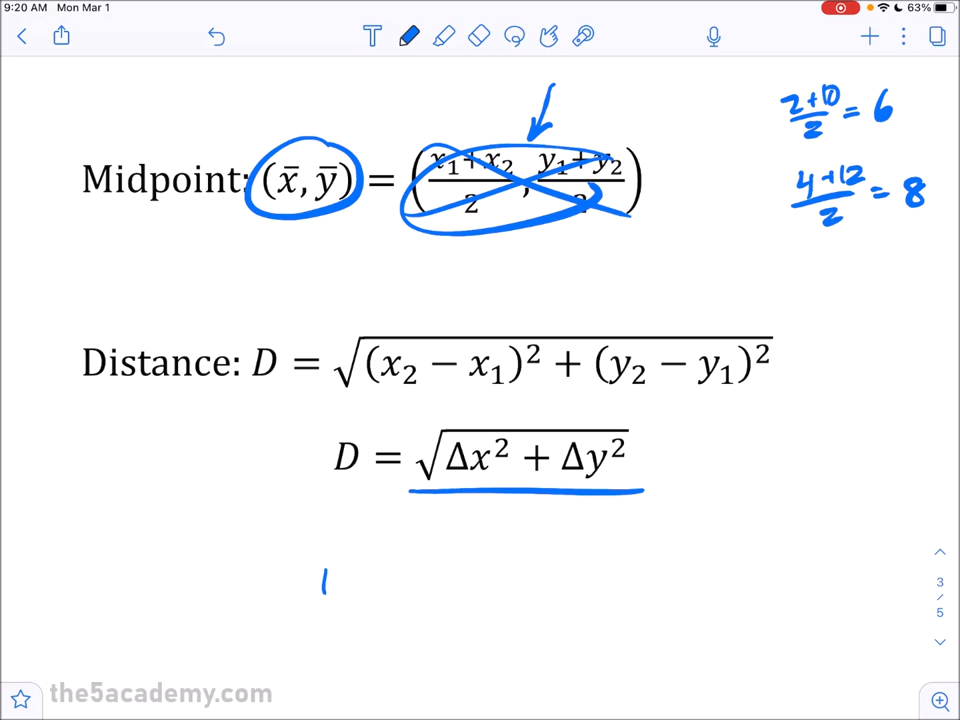 9:20 AM Mon Mar 1
63%
T
2+10/2 = 6
Midpoint: (x̄, ȳ) = (x₁+x₂/2, y₁+y₂/2)
4+12/2 = 8
Distance: D = √(x₂ − x₁)² + (y₂ − y₁)²
D = √Δx² + Δy²
3
/
5
the5academy.com